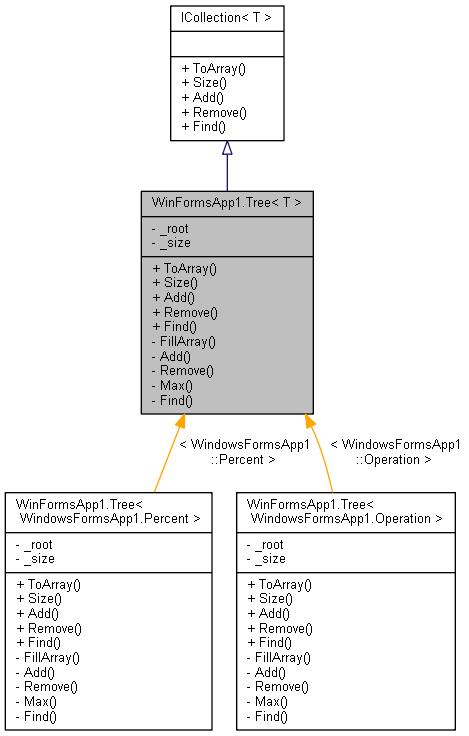 ICollection< T >
+ ToArray()
+ Size()
+ Add()
+ Remove()
+ Find()
WinFormsApp1.Tree< T >
- _root
- _size
+ ToArray()
+ Size()
+ Add()
+ Remove()
+ Find()
- FillArray()
- Add()
- Remove()
- Max()
- Find()
< WindowsFormsApp1
::Percent >
< WindowsFormsApp1
::Operation >
WinFormsApp1.Tree<
WindowsFormsApp1.Percent >
- _root
- _size
+ ToArray()
+ Size()
+ Add()
+ Remove()
+ Find()
- FillArray()
- Add()
- Remove()
- Max()
- Find()
WinFormsApp1.Tree<
WindowsFormsApp1.Operation >
- _root
- _size
+ ToArray()
+ Size()
+ Add()
+ Remove()
+ Find()
- FillArray()
- Add()
- Remove()
- Max()
- Find()